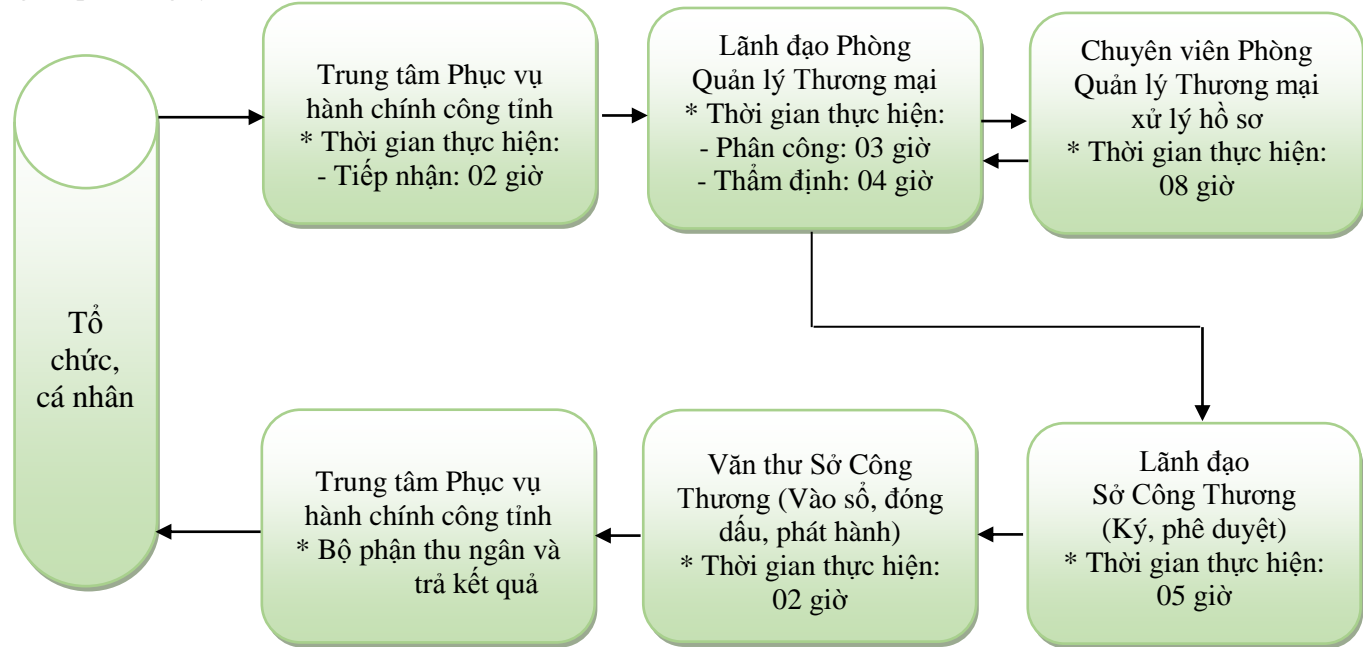 Tổ
chức,
cá nhân
Trung tâm Phục vụ
hành chính công tỉnh
* Thời gian thực hiện:
- Tiếp nhận: 02 giờ
Lãnh đạo Phòng
Quản lý Thương mại
* Thời gian thực hiện:
- Phân công: 03 giờ
- Thẩm định: 04 giờ
Chuyên viên Phòng
Quản lý Thương mại
xử lý hồ sơ
* Thời gian thực hiện:
08 giờ
Lãnh đạo
Sở Công Thương
(Ký, phê duyệt)
* Thời gian thực hiện:
05 giờ
Văn thư Sở Công
Thương (Vào sổ, đóng
dấu, phát hành)
* Thời gian thực hiện:
02 giờ
Trung tâm Phục vụ
hành chính công tỉnh
* Bộ phận thu ngân và
trả kết quả